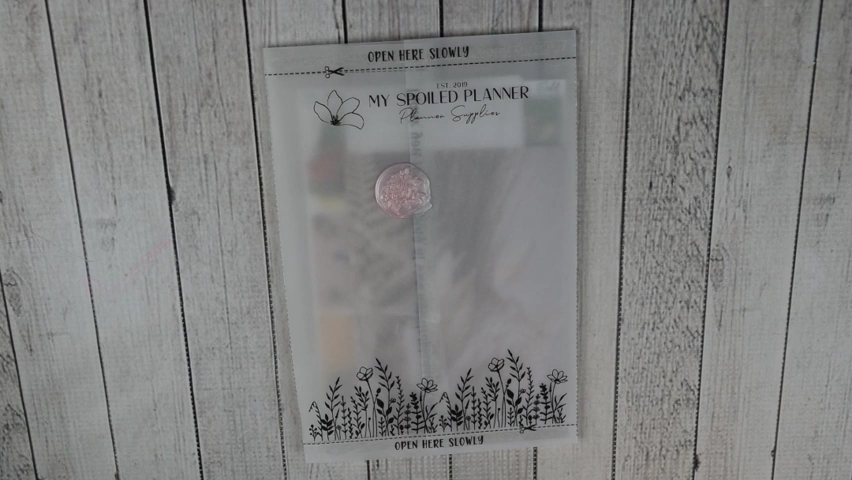 OPEN HERE SLOWLY
EST. 2019
MY SPOILED PLANNER
Planner Supplies
OPEN HERE SLOWLY